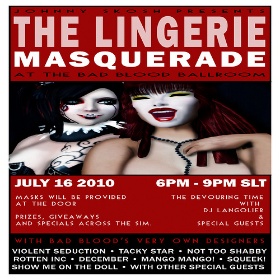 JOHNNY SKOSH PRESENTS
THE LINGERIE
MASQUERADE
AT THE BAD BLOOD BALLROOM
JULY 16 2010
6PM - 9PM SLT
MASKS WILL BE PROVIDED
AT THE DOOR
PRIZES, GIVEAWAYS
AND SPECIALS ACROSS THE SIM.
THE DEVOURING TIME
WITH
DJ LANGOLIER
&
SPECIAL GUEST
WITH BAD BLOOD'S VERY OWN DESIGNERS
VIOLENT SEDUCTION • TACKY STAR • NOT TOO SHABBY
ROTTEN INC • DECEMBER • MANGO MANGO! • SQUEEK!
SHOW ME ON THE DOLL • WITH OTHER SPECIAL GUESTS